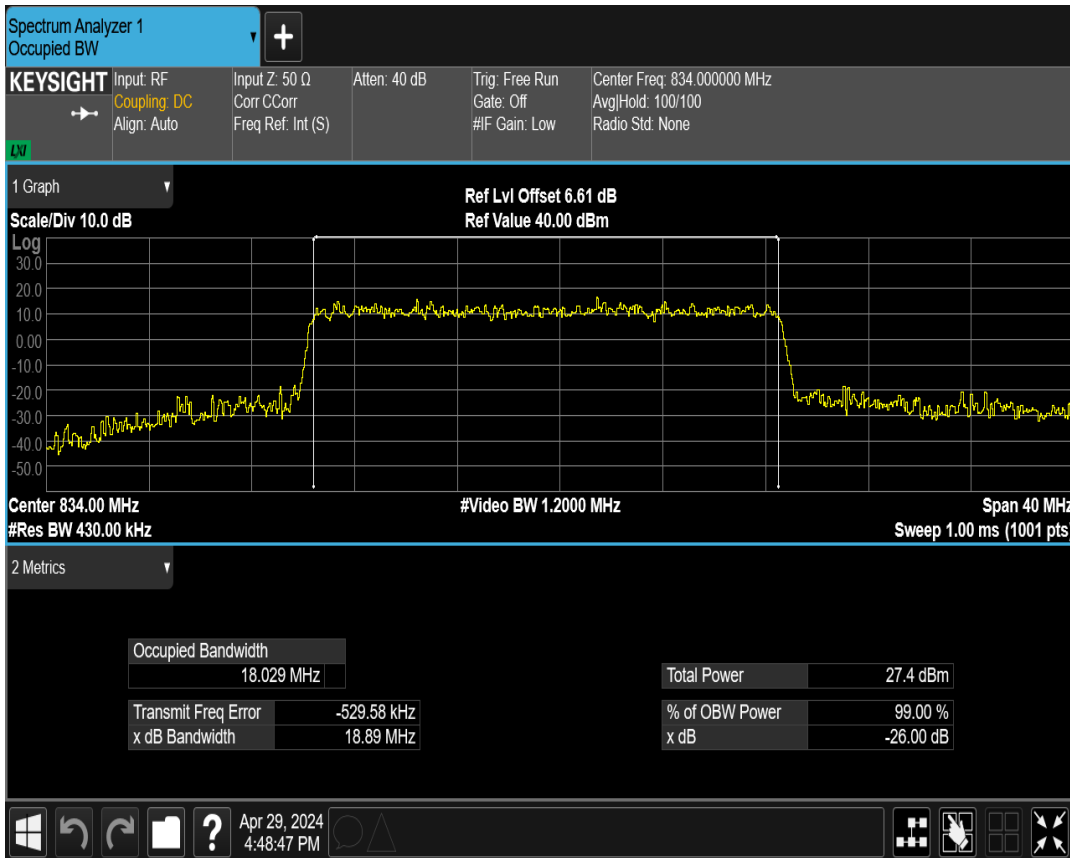 Spectrum Analyzer 1
Occupied BW
+
KEYSIGHT
LXI
Input: RF
Coupling: DC
Align: Auto
Input Z: 50 Ω
Corr CCorr
Freq Ref: Int (S)
Atten: 40 dB
Trig: Free Run
Gate: Off
#IF Gain: Low
Center Freq: 834.000000 MHz
Avg|Hold: 100/100
Radio Std: None
1 Graph
Scale/Div 10.0 dB
Ref Lvl Offset 6.61 dB
Ref Value 40.00 dBm
Log
30.0
20.0
10.0
0.00
-10.0
-20.0
-30.0
-40.0
-50.0
Center 834.00 MHz
#Video BW 1.2000 MHz
Span 40 MHz
#Res BW 430.00 kHz
Sweep 1.00 ms (1001 pts)
2 Metrics
Occupied Bandwidth
18.029 MHz
Total Power 27.4 dBm
Transmit Freq Error -529.58 kHz
% of OBW Power 99.00 %
x dB Bandwidth 18.89 MHz
x dB -26.00 dB
?
Apr 29, 2024
4:48:47 PM